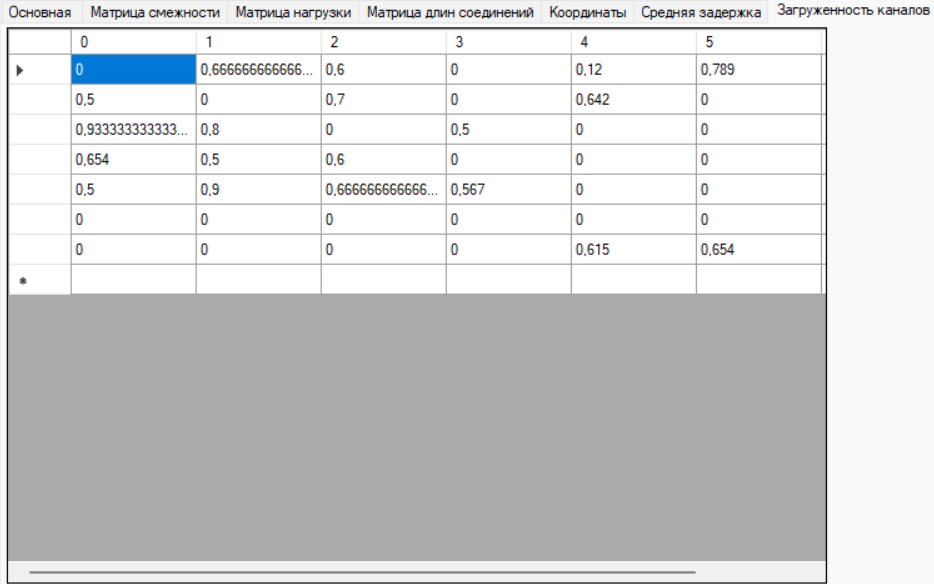 Основная Матрица смежности Матрица нагрузки Матрица длин соединений Координаты Средняя задержка Загруженность каналов
0 1 2 3 4 5
0 0,666666666666... 0,6 0 0,12 0,789
0,5 0 0,7 0 0,642 0
0,933333333333... 0,8 0 0,5 0 0
0,654 0,5 0,6 0 0 0
0,5 0,9 0,666666666666... 0,567 0 0
0 0 0 0 0 0
0 0 0 0 0,615 0,654